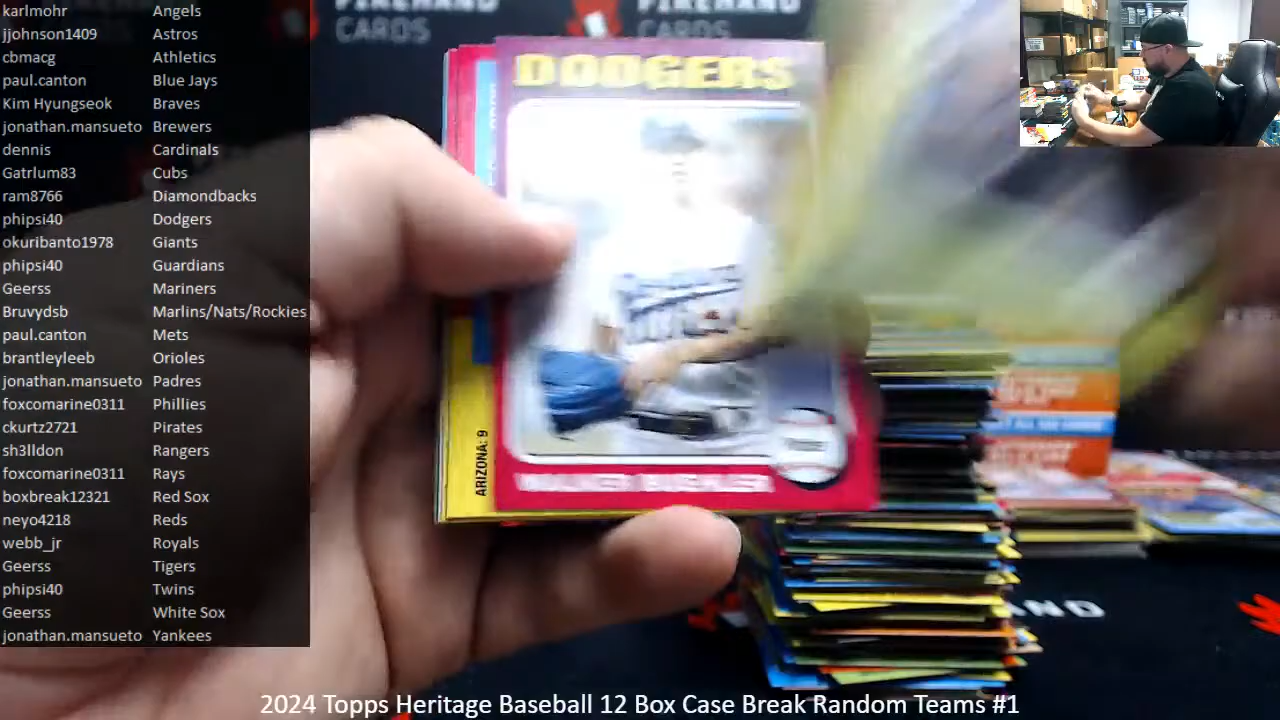 karlmohr Angels
jjohnson1409 Astros
cbmacg Athletics
paul.canton Blue Jays
Kim Hyungseok Braves
jonathan.mansueto Brewers
dennis Cardinals
Gatrlum83 Cubs
ram8766 Diamondbacks
phipsi40 Dodgers
okuribanto1978 Giants
phipsi40 Guardians
Geerss Mariners
Bruvydsb Marlins/Nats/Rockies
paul.canton Mets
brantleyleeb Orioles
jonathan.mansueto Padres
foxcomarine0311 Phillies
ckurtz2721 Pirates
sh3lldon Rangers
foxcomarine0311 Rays
boxbreak12321 Red Sox
neyo4218 Reds
webb_jr Royals
Geerss Tigers
phipsi40 Twins
Geerss White Sox
jonathan.mansueto Yankees
FIREHAND
CARDS
FIREHAND
CARDS
DODGERS
WALKER BUEHLER
ARIZONA: 9
2024 Topps Heritage Baseball 12 Box Case Break Random Teams #1